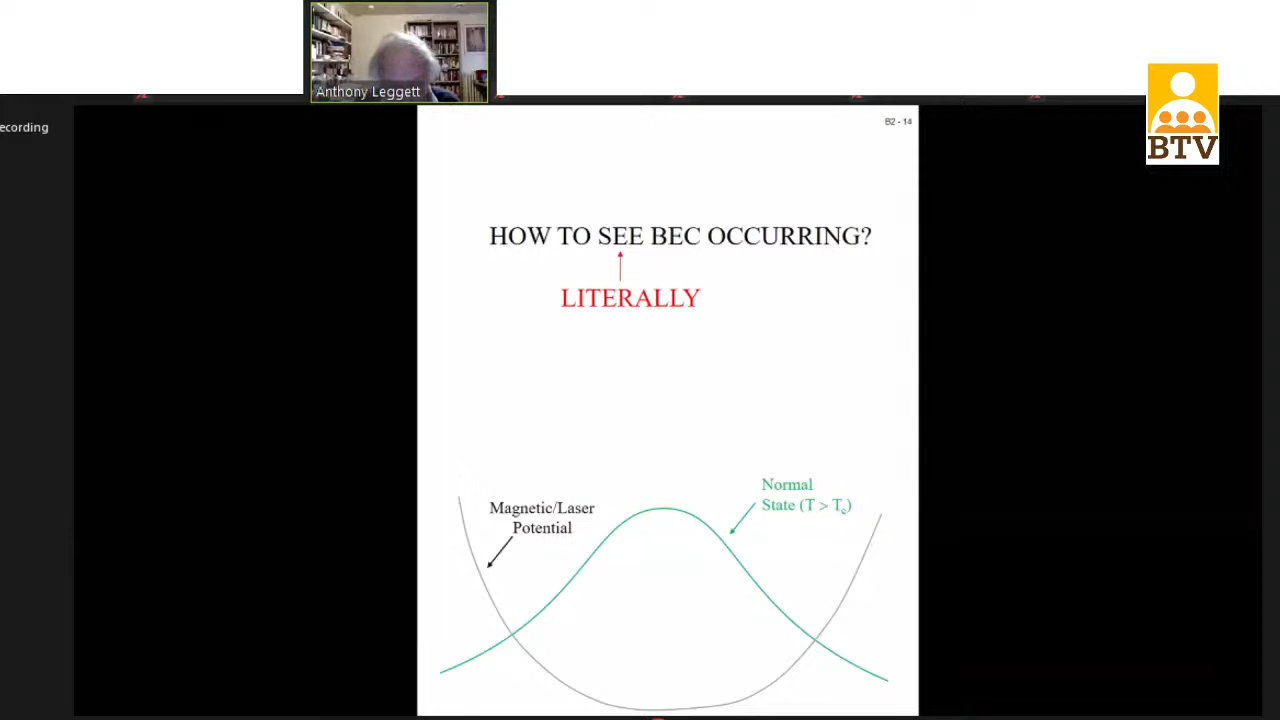 Anthony Leggett
ecording
BTV
B2 - 14
HOW TO SEE BEC OCCURRING?
LITERALLY
Normal
State (T > Tc)
Magnetic/Laser
Potential